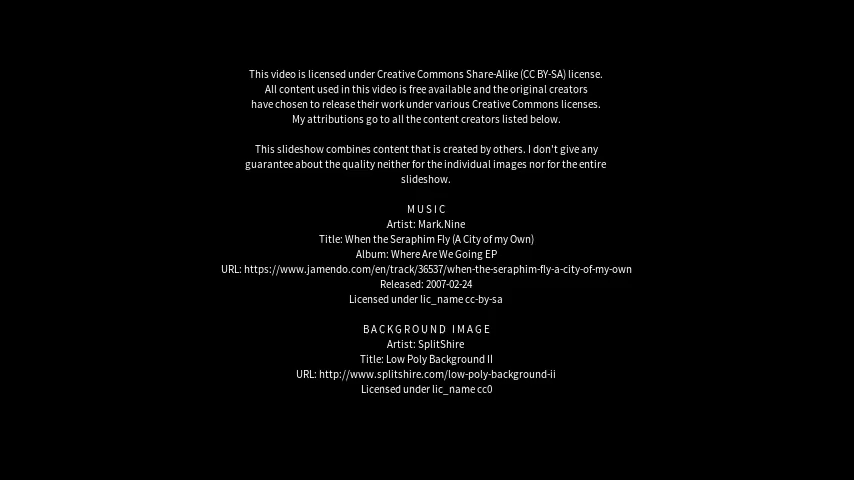 This video is licensed under Creative Commons Share-Alike (CC BY-SA) license.
All content used in this video is free available and the original creators
have chosen to release their work under various Creative Commons licenses.
My attributions go to all the content creators listed below.
This slideshow combines content that is created by others. I don't give any
guarantee about the quality neither for the individual images nor for the entire
slideshow.
MUSIC
Artist: Mark.Nine
Title: When the Seraphim Fly (A City of my Own)
Album: Where Are We Going EP
URL: https://www.jamendo.com/en/track/36537/when-the-seraphim-fly-a-city-of-my-own
Released: 2007-02-24
Licensed under lic_name cc-by-sa
BACKGROUND IMAGE
Artist: SplitShire
Title: Low Poly Background II
URL: http://www.splitshire.com/low-poly-background-ii
Licensed under lic_name cc0